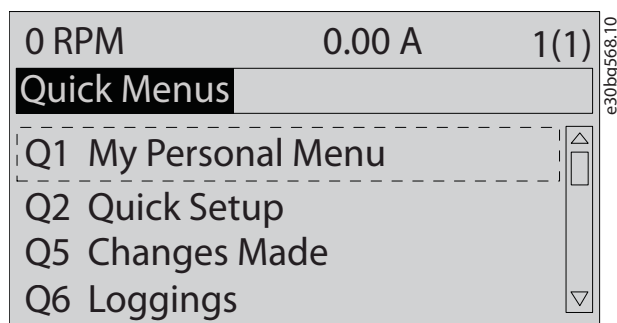 0 RPM 0.00 A 1(1)
Quick Menus
Q1 My Personal Menu
Q2 Quick Setup
Q5 Changes Made
Q6 Loggings
e30bq568.10